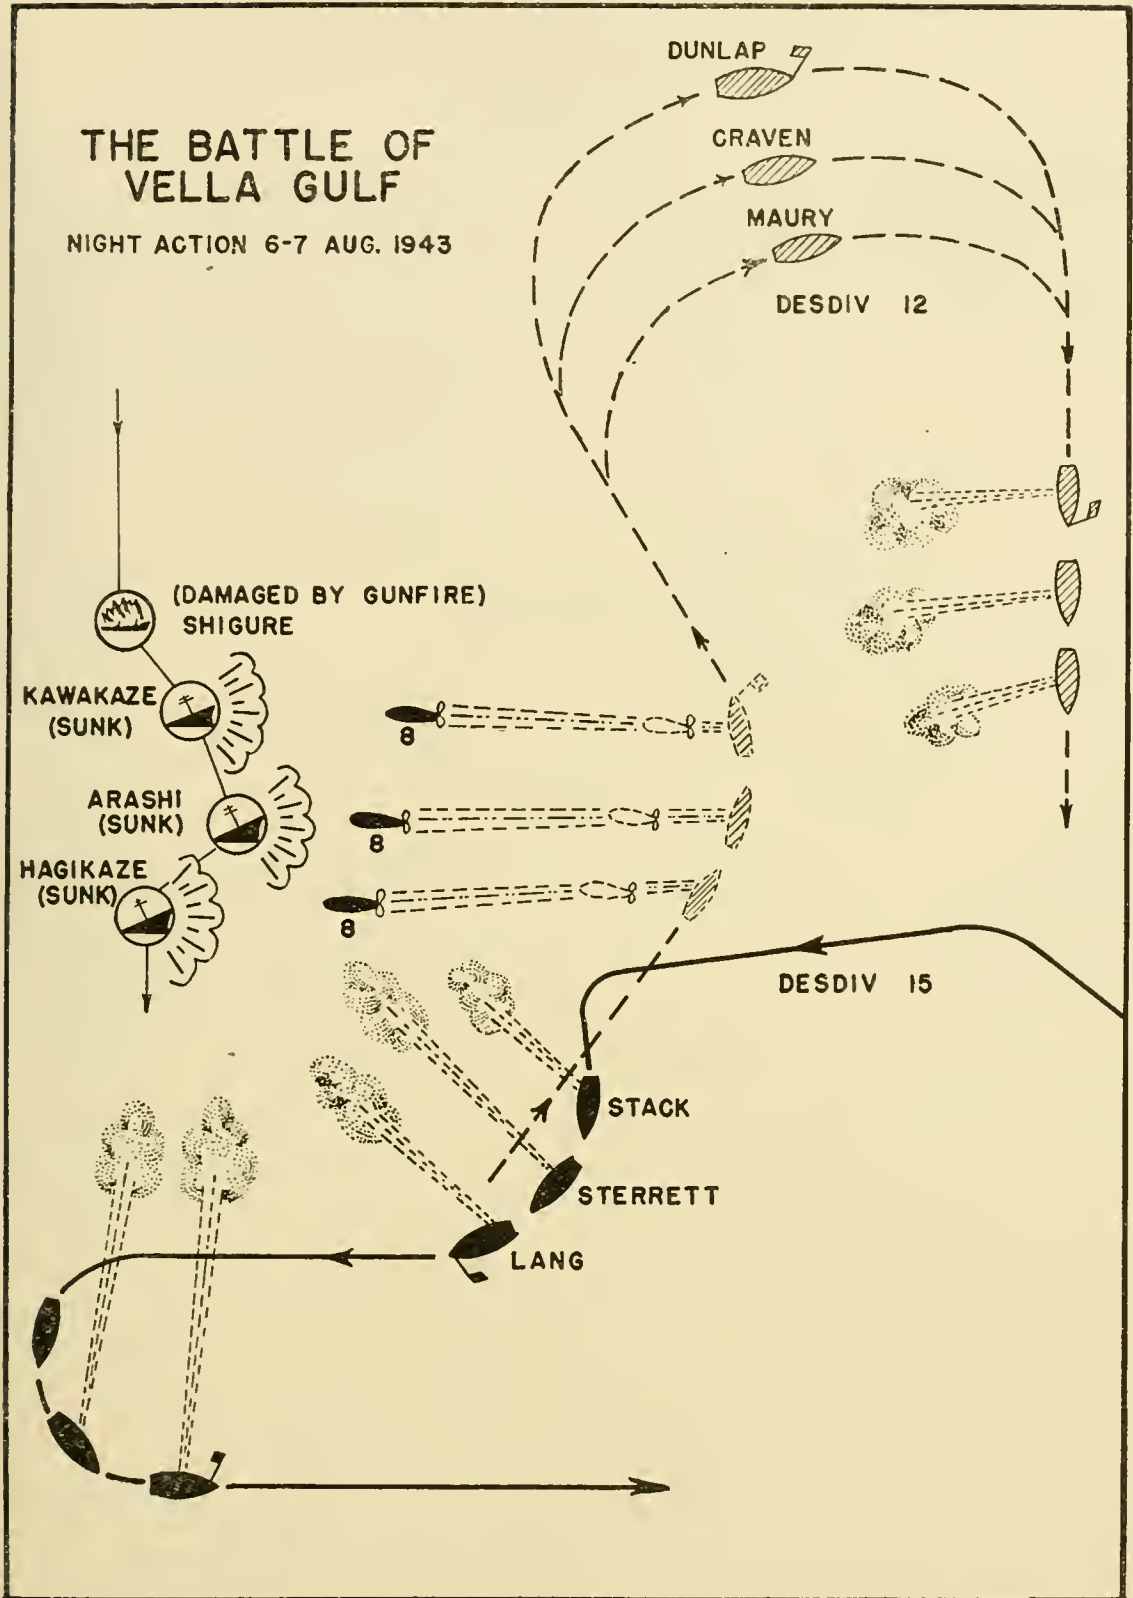 THE BATTLE OF
VELLA GULF
NIGHT ACTION 6-7 AUG. 1943
DUNLAP
CRAVEN
MAURY
DESDIV 12
(DAMAGED BY GUNFIRE)
SHIGURE
KAWAKAZE
(SUNK)
8
ARASHI
(SUNK)
8
HAGIKAZE
(SUNK)
8
DESDIV 15
STACK
STERRETT
LANG